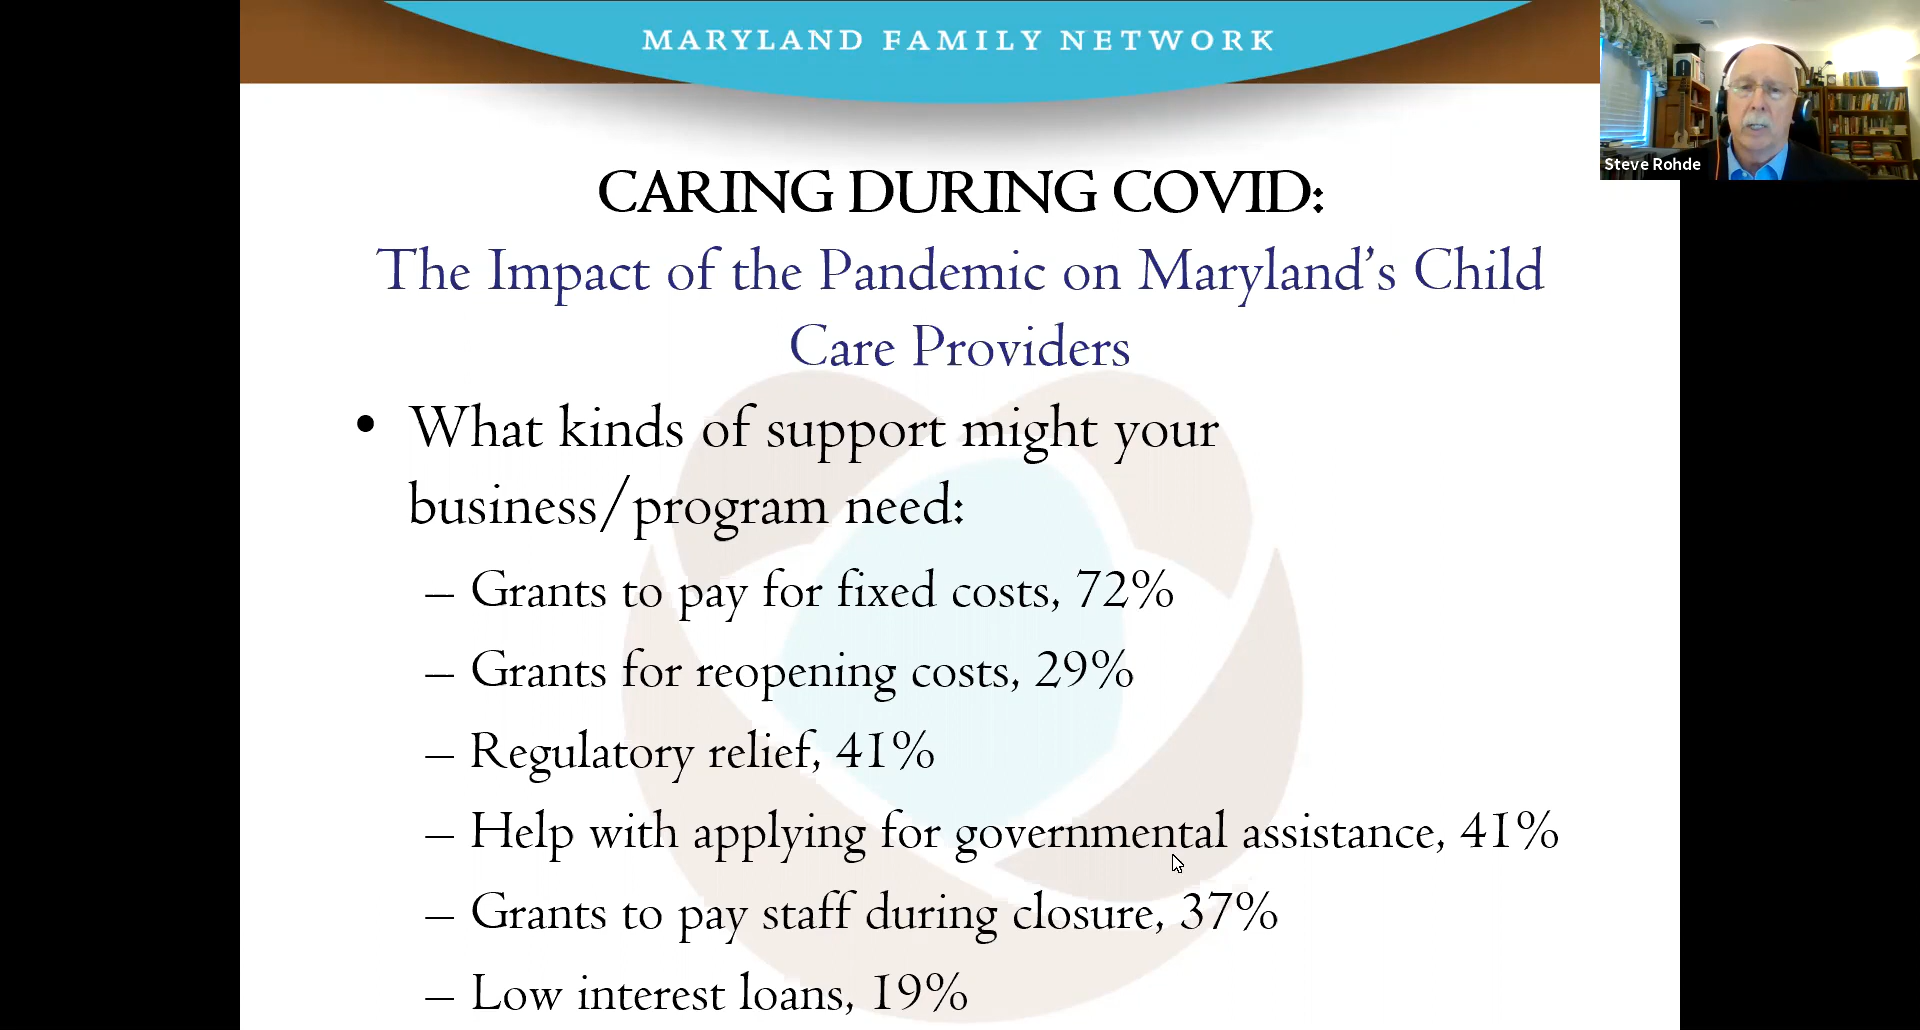 MARYLAND FAMILY NETWORK
Steve Rohde
CARING DURING COVID:
The Impact of the Pandemic on Maryland's Child
Care Providers
• What kinds of support might your
business/program need:
– Grants to pay for fixed costs, 72%
– Grants for reopening costs, 29%
– Regulatory relief, 41%
– Help with applying for governmental assistance, 41%
– Grants to pay staff during closure, 37%
– Low interest loans, 19%